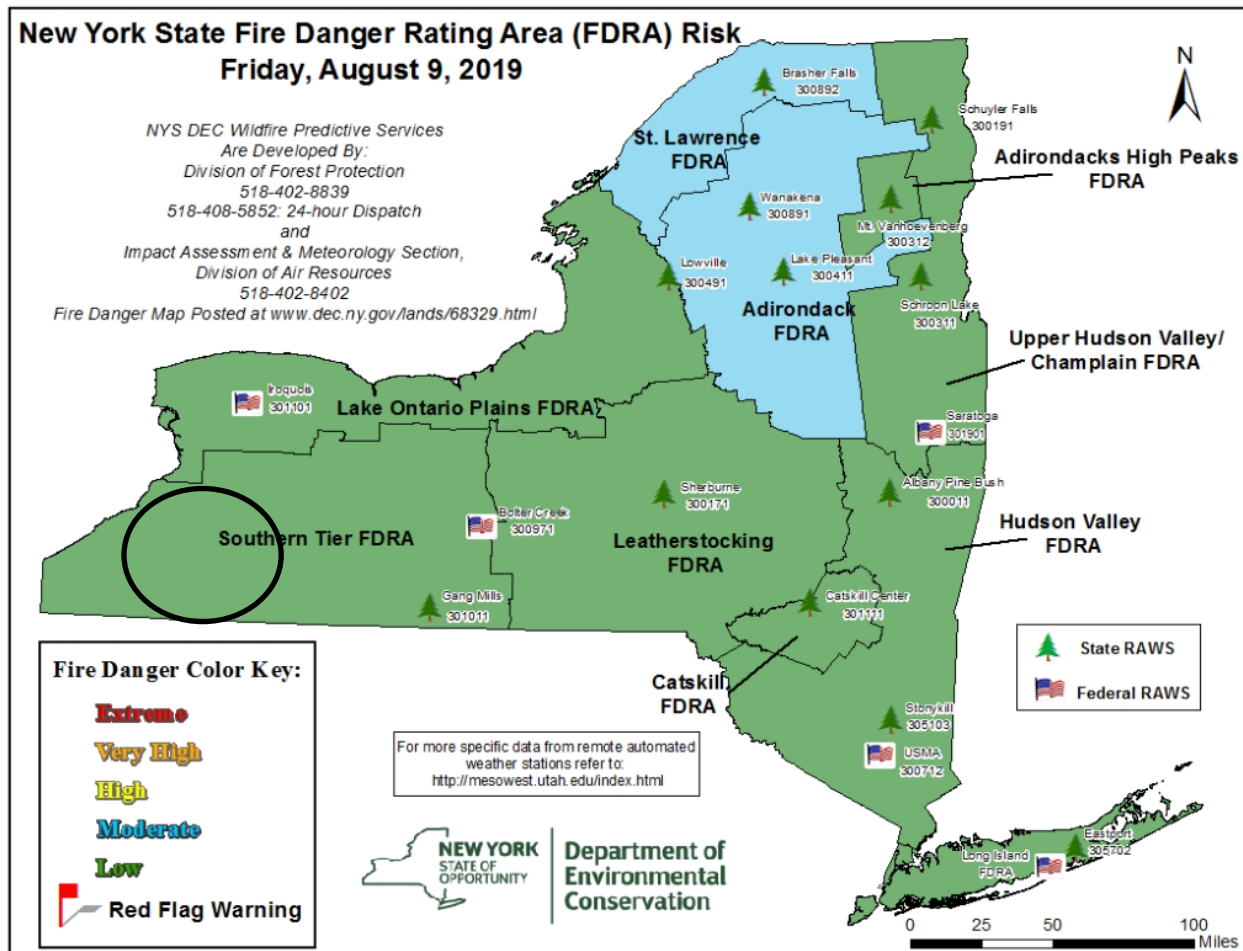 New York State Fire Danger Rating Area (FDRA) Risk
Friday, August 9, 2019
NYS DEC Wildfire Predictive Services
Are Developed By:
Division of Forest Protection
518-402-8839
518-408-5852: 24-hour Dispatch
and
Impact Assessment & Meteorology Section,
Division of Air Resources
518-402-8402
Fire Danger Map Posted at www.dec.ny.gov/lands/68329.html
N
Brasher Falls
300892
Schuyler Falls
300191
St. Lawrence
FDRA
Adirondacks High Peaks
FDRA
Wanakena
300891
Mt. Vanhoevenberg
300312
Lowville
300491
Lake Pleasant
300411
Schroon Lake
300311
Adirondack
FDRA
Upper Hudson Valley/
Champlain FDRA
Iroquois
301101
Lake Ontario Plains FDRA
Saratoga
301901
Sherburne
300171
Albany Pine Bush
300011
Bolter Creek
300971
Southern Tier FDRA
Leatherstocking
FDRA
Hudson Valley
FDRA
Gang Mills
301011
Catskill Center
301111
Catskill
FDRA
Stonykill
305103
USMA
300712
Eastport
305702
Long Island
FDRA
Fire Danger Color Key:
Extreme
Very High
High
Moderate
Low
Red Flag Warning
State RAWS
Federal RAWS
For more specific data from remote automated
weather stations refer to:
http://mesowest.utah.edu/index.html
NEW YORK
STATE OF
OPPORTUNITY
Department of
Environmental
Conservation
0 25 50 100
Miles